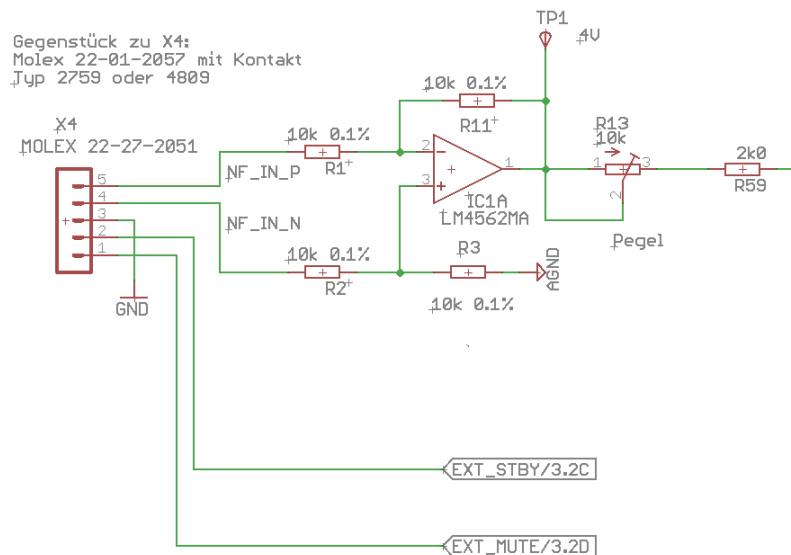 TP1
4V
Gegenstück zu X4:
Molex 22-01-2057 mit Kontakt
Typ 2759 oder 4809
10k 0.1%
R11
R13
10k
X4
MOLEX 22-27-2051
10k 0.1%
R1
2
1
1
3
2
2k0
R59
5
4
3
2
1
NF_IN_P
3
IC1A
LM4562MA
NF_IN_N
R3
Pegel
R2
AGND
10k 0.1%
GND
EXT_STBY/3.2C
EXT_MUTE/3.2D